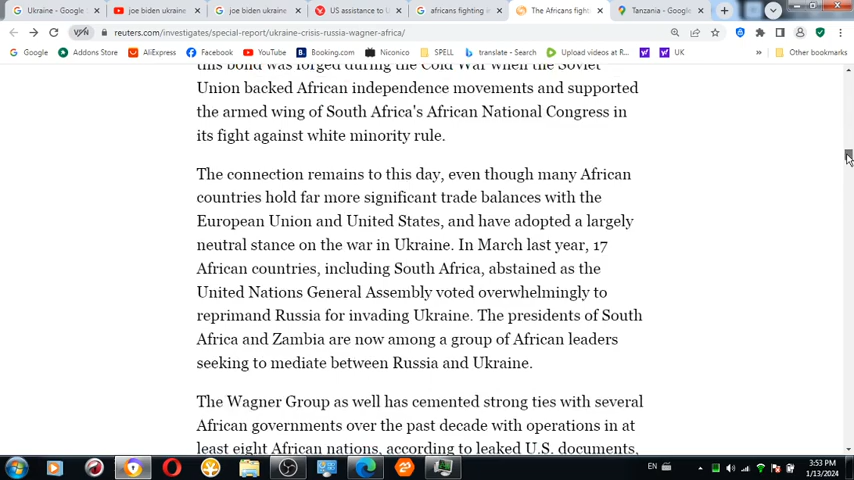 Ukraine - Google
joe biden ukraine
joe biden ukraine
US assistance to U
africans fighting
The Africans fight
Tanzania - Google
reuters.com/investigates/special-report/ukraine-crisis-russia-wagner-africa/
Google Addons Store AliExpress Facebook YouTube Booking.com Niconico SPELL translate - Search Upload videos at R... UK » Other bookmarks
this bond was forged during the Cold War when the Soviet
Union backed African independence movements and supported
the armed wing of South Africa's African National Congress in
its fight against white minority rule.
The connection remains to this day, even though many African
countries hold far more significant trade balances with the
European Union and United States, and have adopted a largely
neutral stance on the war in Ukraine. In March last year, 17
African countries, including South Africa, abstained as the
United Nations General Assembly voted overwhelmingly to
reprimand Russia for invading Ukraine. The presidents of South
Africa and Zambia are now among a group of African leaders
seeking to mediate between Russia and Ukraine.
The Wagner Group as well has cemented strong ties with several
African governments over the past decade with operations in at
least eight African nations, according to leaked U.S. documents,
EN
3:53 PM
1/13/2024